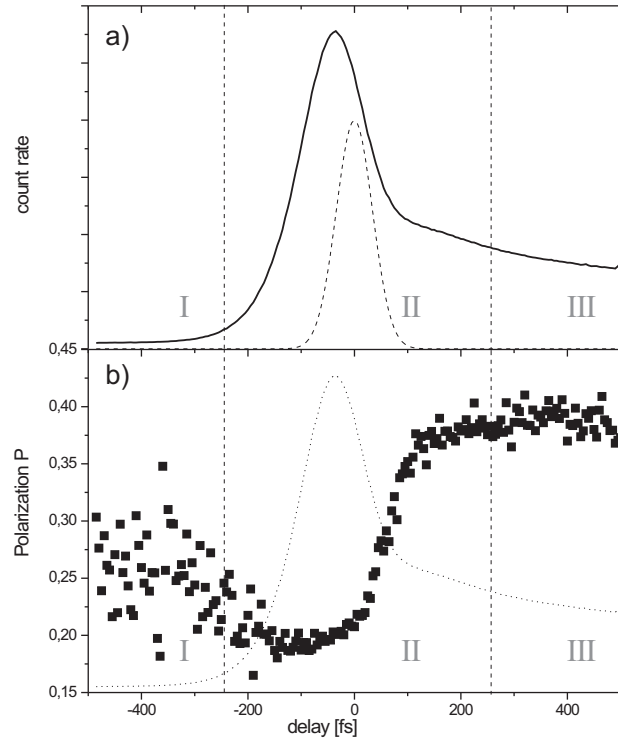 a)
count rate
I
II
III
0,45
b)
0,40
0,35
0,30
0,25
0,20
0,15
Polarization P
I
II
III
-400
-200
0
200
400
delay [fs]